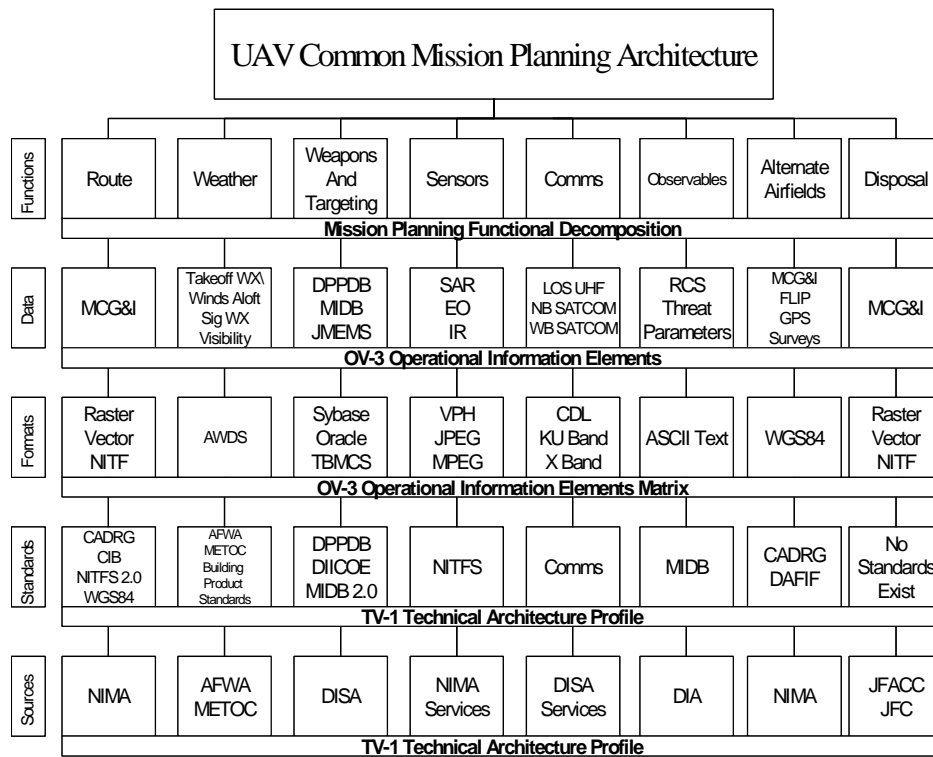 UAV Common Mission Planning Architecture
Functions
Route
Weather
Weapons
And
Targeting
Sensors
Comms
Observables
Alternate
Airfields
Disposal
Mission Planning Functional Decomposition
Data
MCG&I
Takeoff WX\
Winds Aloft
Sig WX
Visibility
DPPDB
MIDB
JMEMS
SAR
EO
IR
LOS UHF
NB SATCOM
WB SATCOM
RCS
Threat
Parameters
MCG&I
FLIP
GPS
Surveys
MCG&I
OV-3 Operational Information Elements
Formats
Raster
Vector
NITF
AWDS
Sybase
Oracle
TBMCS
VPH
JPEG
MPEG
CDL
KU Band
X Band
ASCII Text
WGS84
Raster
Vector
NITF
OV-3 Operational Information Elements Matrix
Standards
CADRG
CIB
NITFS 2.0
WGS84
AFWA
METOC
Building
Product
Standards
DPPDB
DIICOE
MIDB 2.0
NITFS
Comms
MIDB
CADRG
DAFIF
No
Standards
Exist
TV-1 Technical Architecture Profile
Sources
NIMA
AFWA
METOC
DISA
NIMA
Services
DISA
Services
DIA
NIMA
JFACC
JFC
TV-1 Technical Architecture Profile